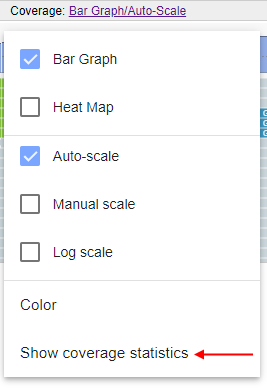 Coverage: Bar Graph/Auto-Scale
Bar Graph
Heat Map
Auto-scale
Manual scale
Log scale
Color
Show coverage statistics